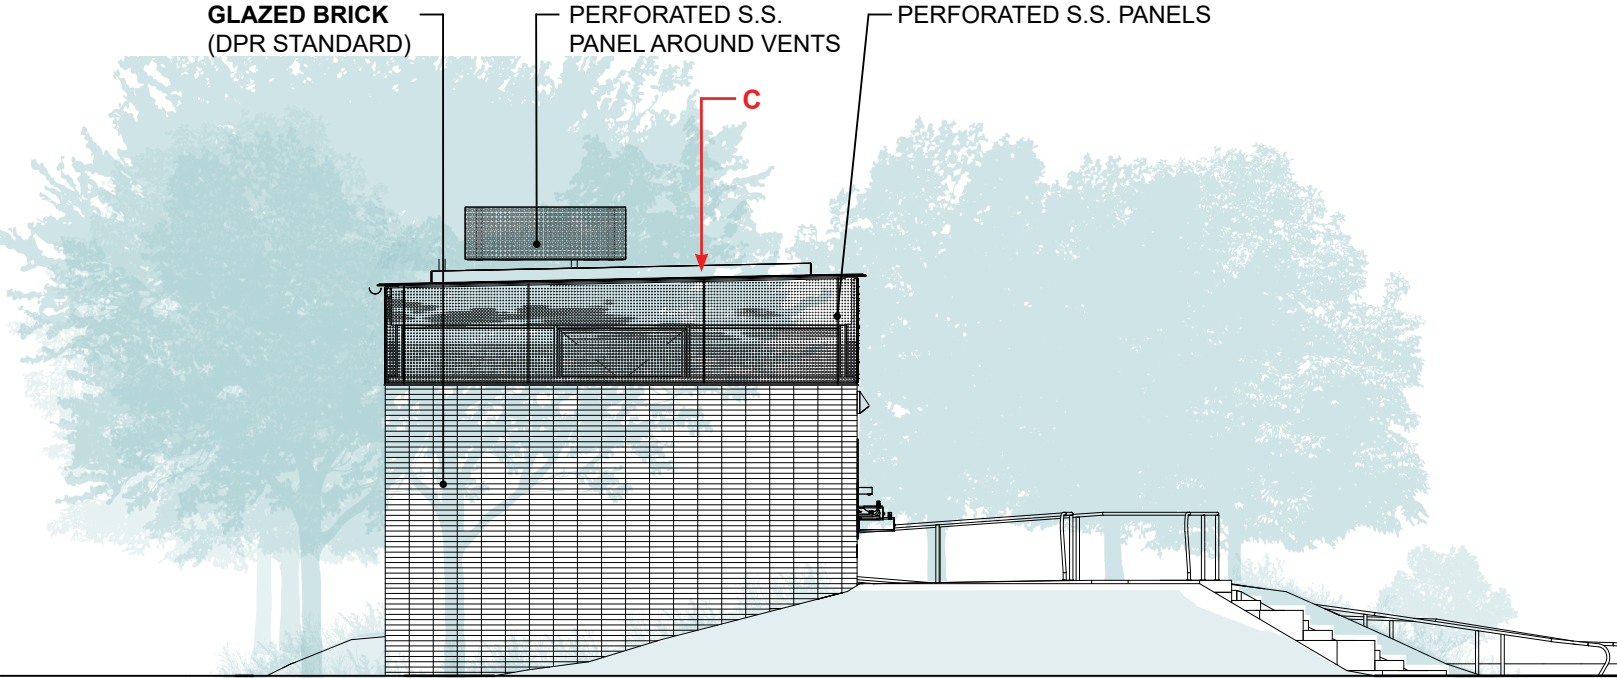 GLAZED BRICK
(DPR STANDARD)
PERFORATED S.S.
PANEL AROUND VENTS
PERFORATED S.S. PANELS
C